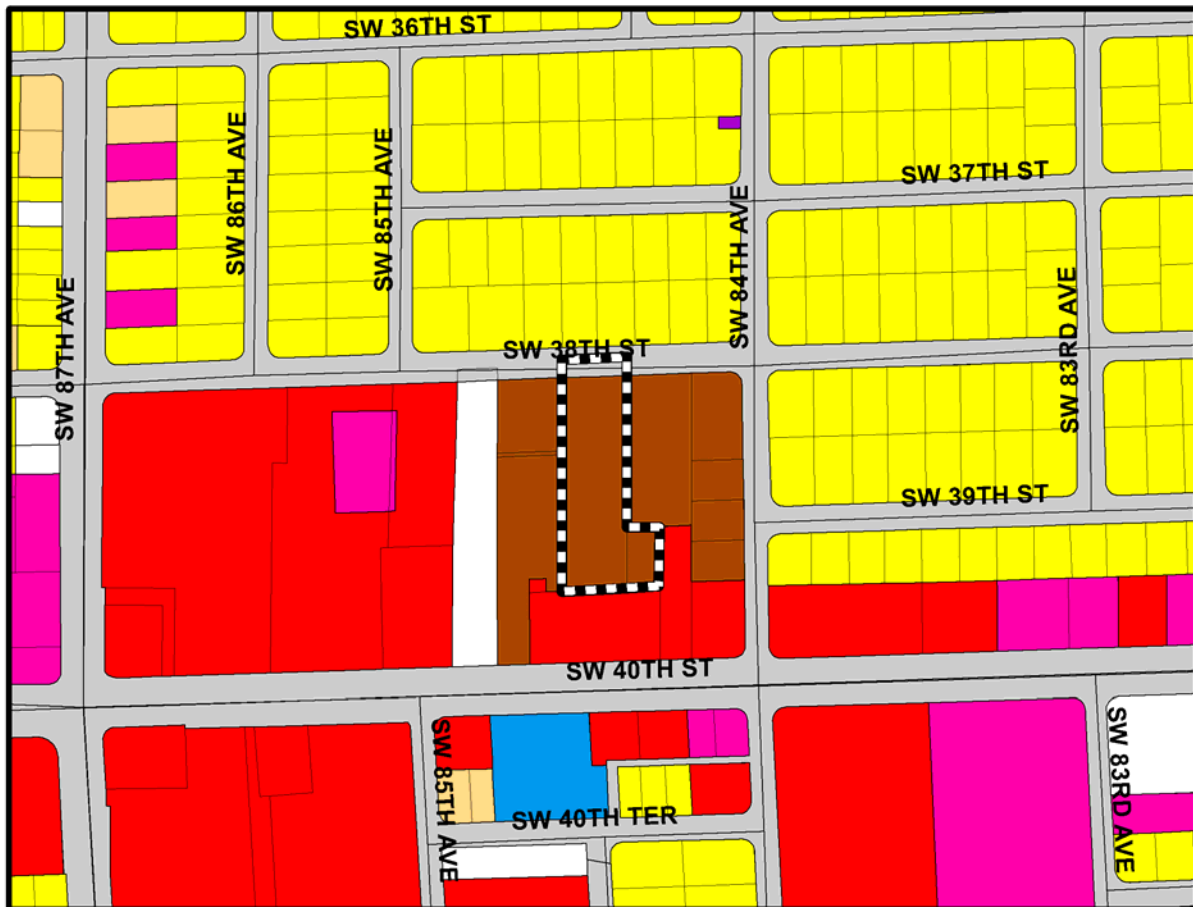 SW 36TH ST
SW 86TH AVE
SW 85TH AVE
SW 37TH ST
SW 84TH AVE
SW 87TH AVE
SW 38TH ST
SW 83RD AVE
SW 39TH ST
SW 40TH ST
SW 85TH AVE
SW 40TH TER
SW 83RD AVE